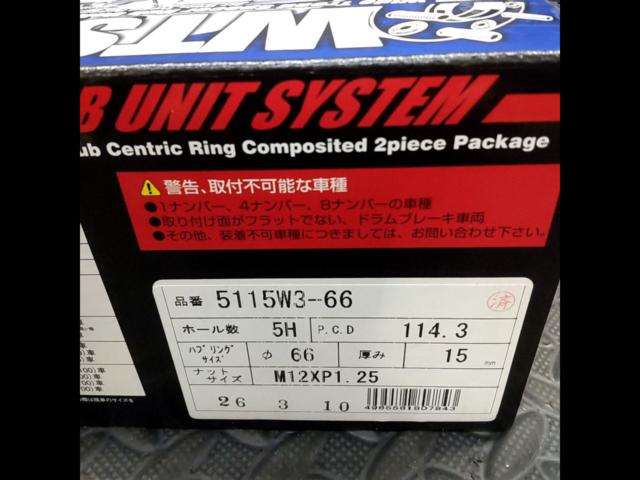 W.T.S
B UNIT SYSTEM
ub Centric Ring Composited 2piece Package
警告、取付不可能な車種
●1ナンバー、4ナンバー、8ナンバーの車種
●取り付け面がフラットでない、ドラムブレーキ車両
●その他、装着不可車種につきましては、お問い合わせ下さい。
品番 5115W3-66 済
ホール数 5H P.C.D 114.3
ハブリングサイズ φ 66 厚み 15 mm
ナットサイズ M12XP1.25
26 3 10